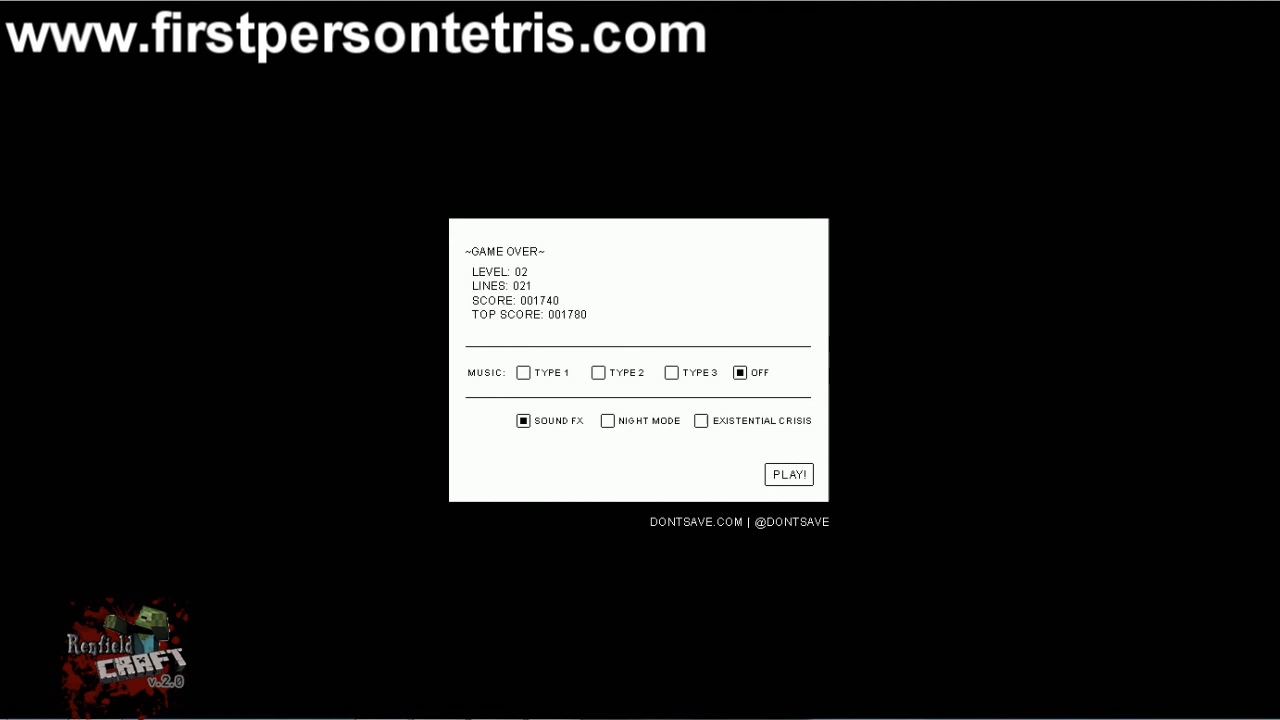 www.firstpersontetris.com
~GAME OVER~
LEVEL: 02
LINES: 021
SCORE: 001740
TOP SCORE: 001780
MUSIC: TYPE 1 TYPE 2 TYPE 3 OFF
SOUND FX NIGHT MODE EXISTENTIAL CRISIS
PLAY!
DONTSAVE.COM | @DONTSAVE
Renfield
CRAFT
v.2.0